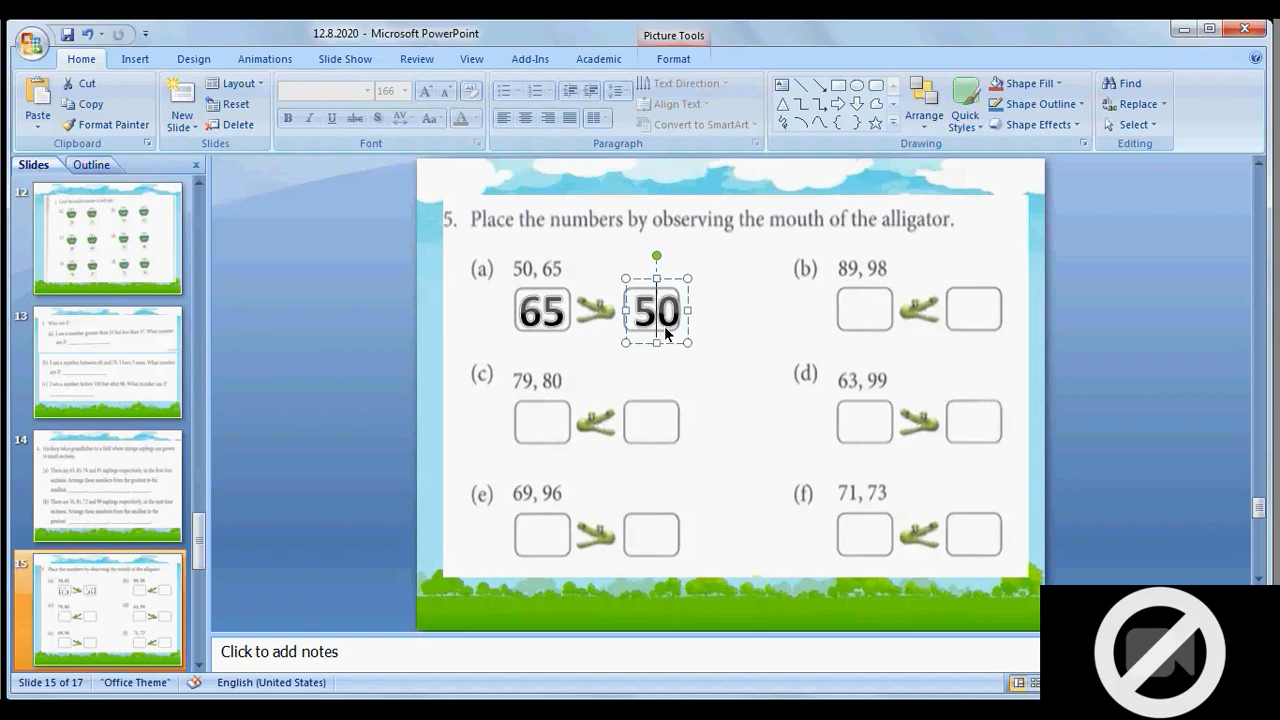 12.8.2020 - Microsoft PowerPoint
Picture Tools
Home Insert Design Animations Slide Show Review View Add-Ins Academic Format
Paste
Cut
Copy
Format Painter
Clipboard
New Slide
Layout
Reset
Delete
Slides
166
B I U abc S AV Aa A
Font
Text Direction
Align Text
Convert to SmartArt
Paragraph
Arrange
Quick Styles
Shape Fill
Shape Outline
Shape Effects
Drawing
Find
Replace
Select
Editing
Slides Outline
12
13
14
15
5. Place the numbers by observing the mouth of the alligator.
(a) 50, 65
65 50
(b) 89, 98
(c) 79, 80
(d) 63, 99
(e) 69, 96
(f) 71, 73
Click to add notes
Slide 15 of 17 "Office Theme" English (United States)